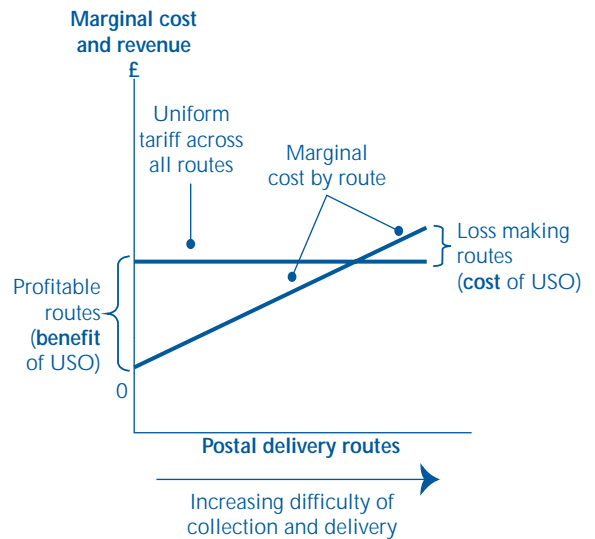 Marginal cost
and revenue
£
Uniform
tariff across
all routes
Marginal
cost by route
Loss making
routes
(cost of USO)
Profitable
routes
(benefit
of USO)
0
Postal delivery routes
Increasing difficulty of
collection and delivery